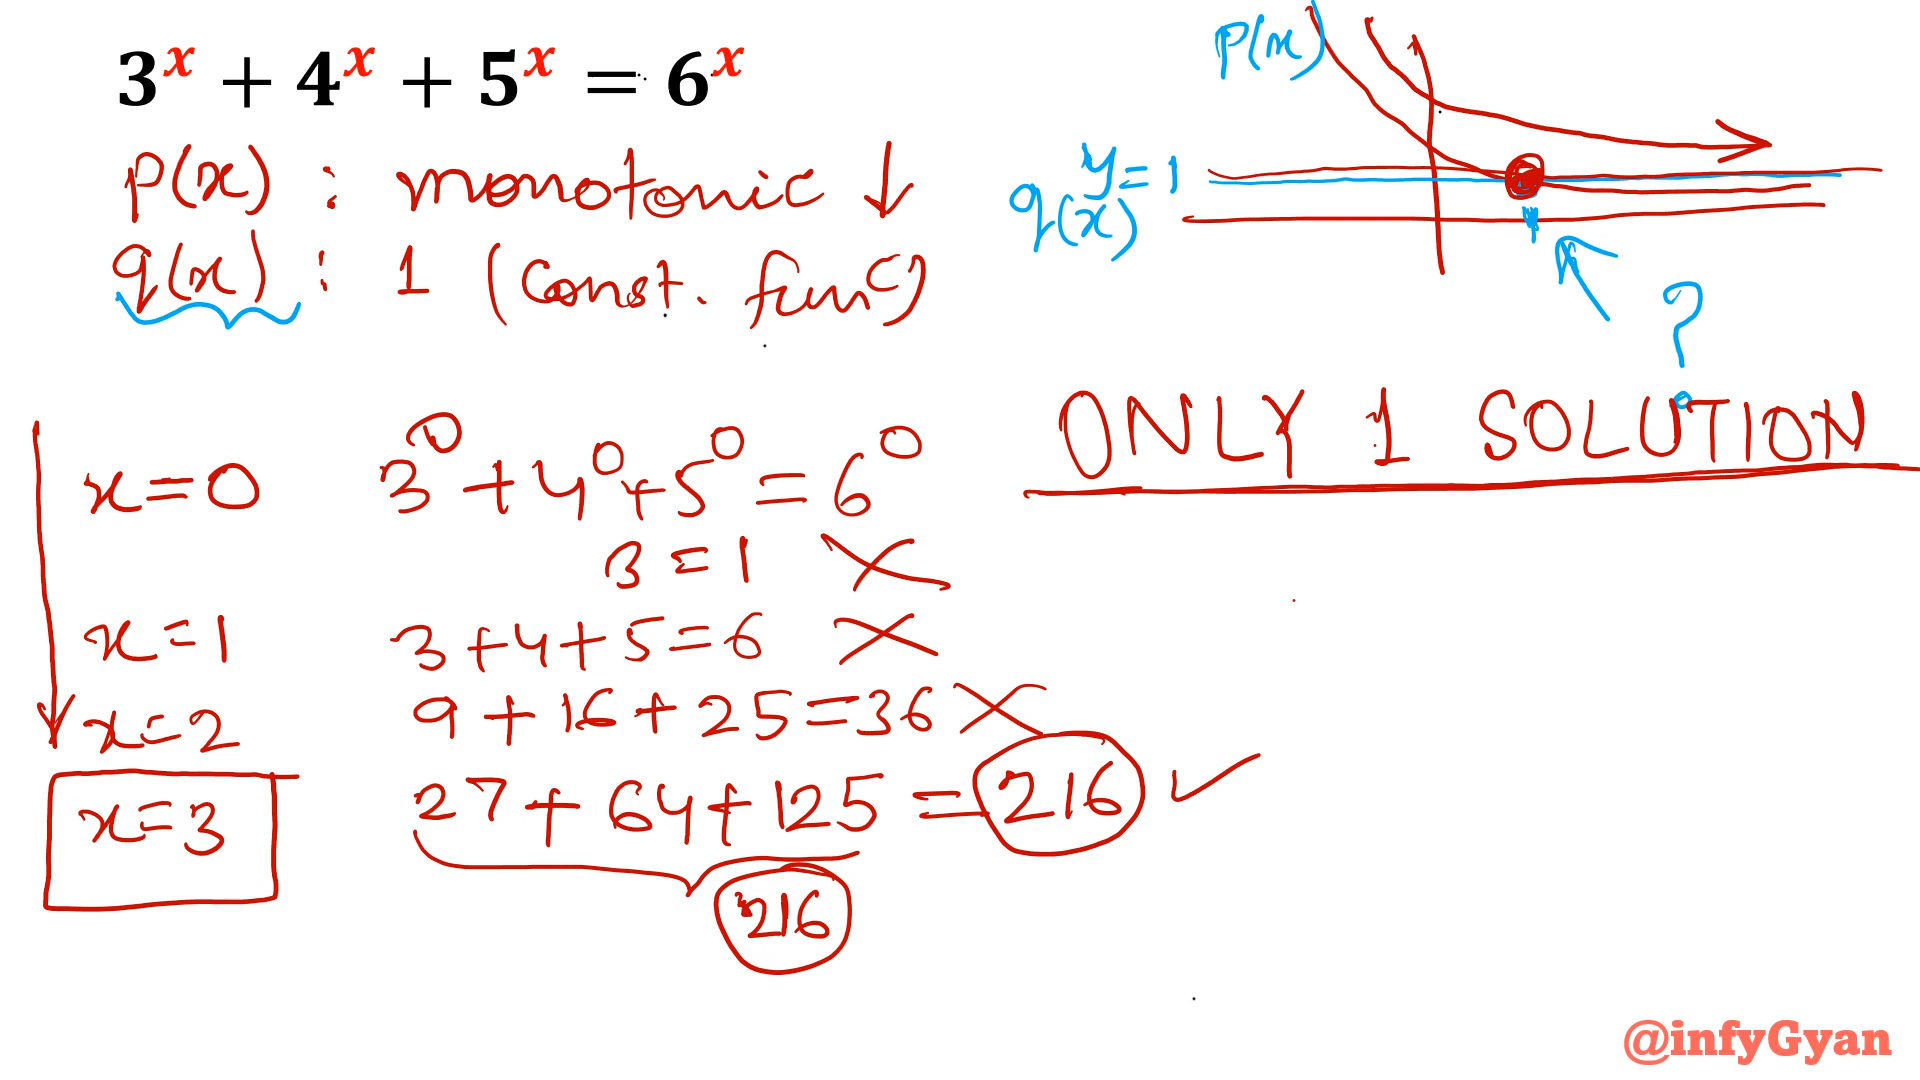 3^x + 4^x + 5^x = 6^x
p(x) : monotonic ↓
q(x) : 1 (const. func)
p(x)
y=1
q(x)
?
ONLY 1 SOLUTION
x=0 3^0+4^0+5^0=6^0
3=1 ×
x=1 3+4+5=6 ×
x=2 9+16+25=36 ×
x=3 27+64+125=216 ✓
216
@infyGyan